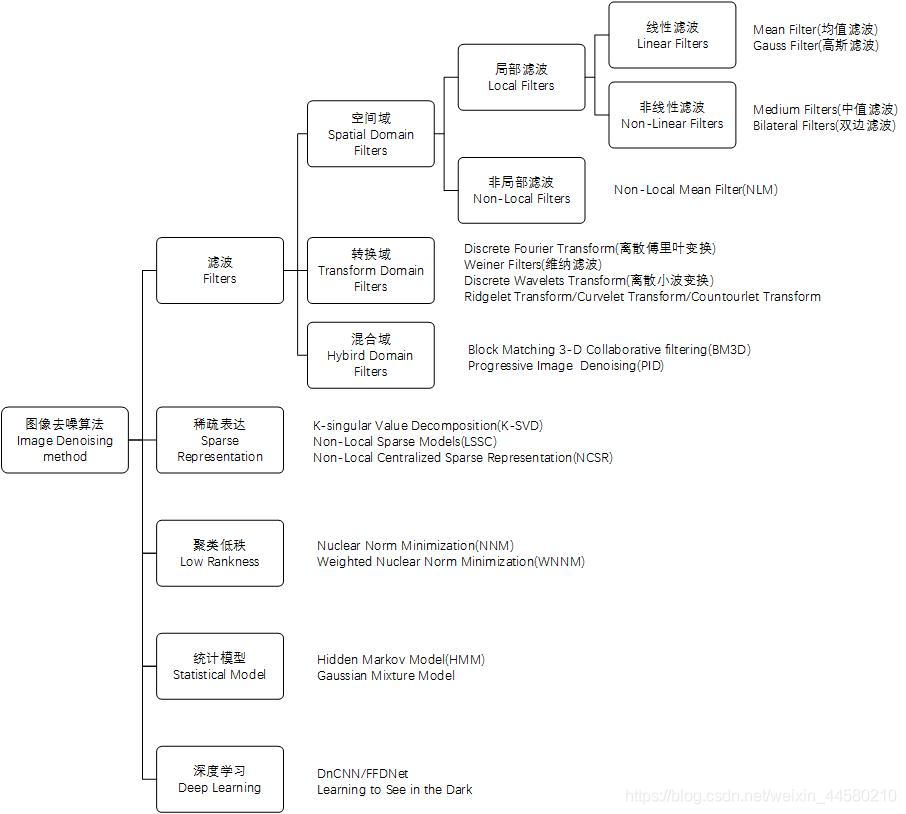 线性滤波
Linear Filters
Mean Filter(均值滤波)
Gauss Filter(高斯滤波)
局部滤波
Local Filters
非线性滤波
Non-Linear Filters
Medium Filters(中值滤波)
Bilateral Filters(双边滤波)
空间域
Spatial Domain
Filters
非局部滤波
Non-Local Filters
Non-Local Mean Filter(NLM)
滤波
Filters
转换域
Transform Domain
Filters
Discrete Fourier Transform(离散傅里叶变换)
Weiner Filters(维纳滤波)
Discrete Wavelets Transform(离散小波变换)
Ridgelet Transform/Curvelet Transform/Countourlet Transform
混合域
Hybird Domain
Filters
Block Matching 3-D Collaborative filtering(BM3D)
Progressive Image Denoising(PID)
图像去噪算法
Image Denoising
method
稀疏表达
Sparse
Representation
K-singular Value Decomposition(K-SVD)
Non-Local Sparse Models(LSSC)
Non-Local Centralized Sparse Representation(NCSR)
聚类低秩
Low Rankness
Nuclear Norm Minimization(NNM)
Weighted Nuclear Norm Minimization(WNNM)
统计模型
Statistical Model
Hidden Markov Model(HMM)
Gaussian Mixture Model
深度学习
Deep Learning
DnCNN/FFDNet
Learning to See in the Dark
https://blog.csdn.net/weixin_44580210